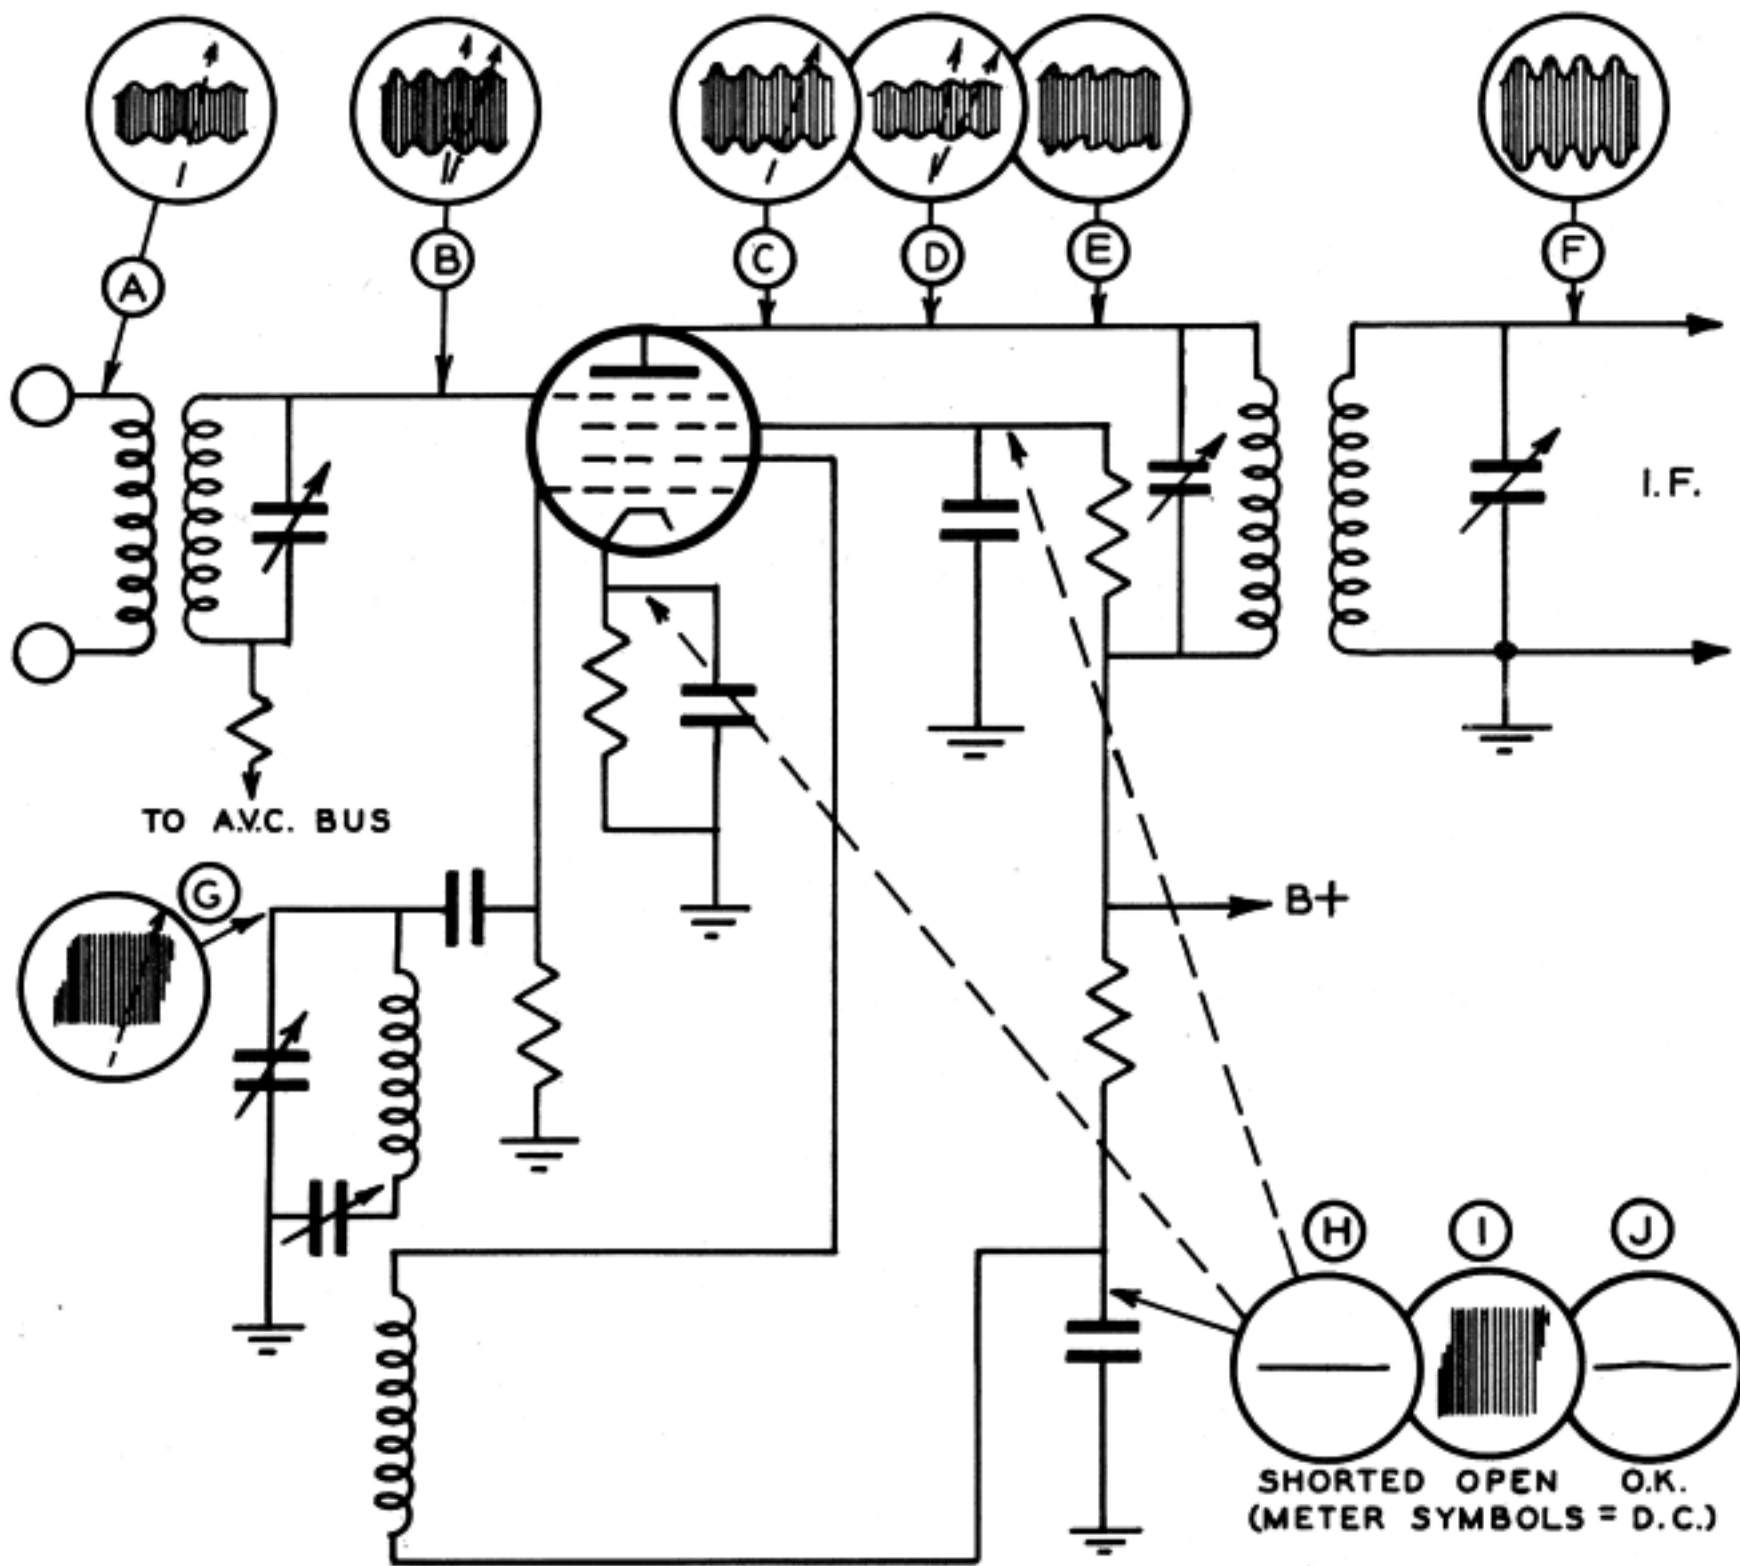 A
B
C
D
E
F
I.F.
TO A.V.C. BUS
G
B+
H
I
J
SHORTED OPEN O.K.
(METER SYMBOLS = D.C.)